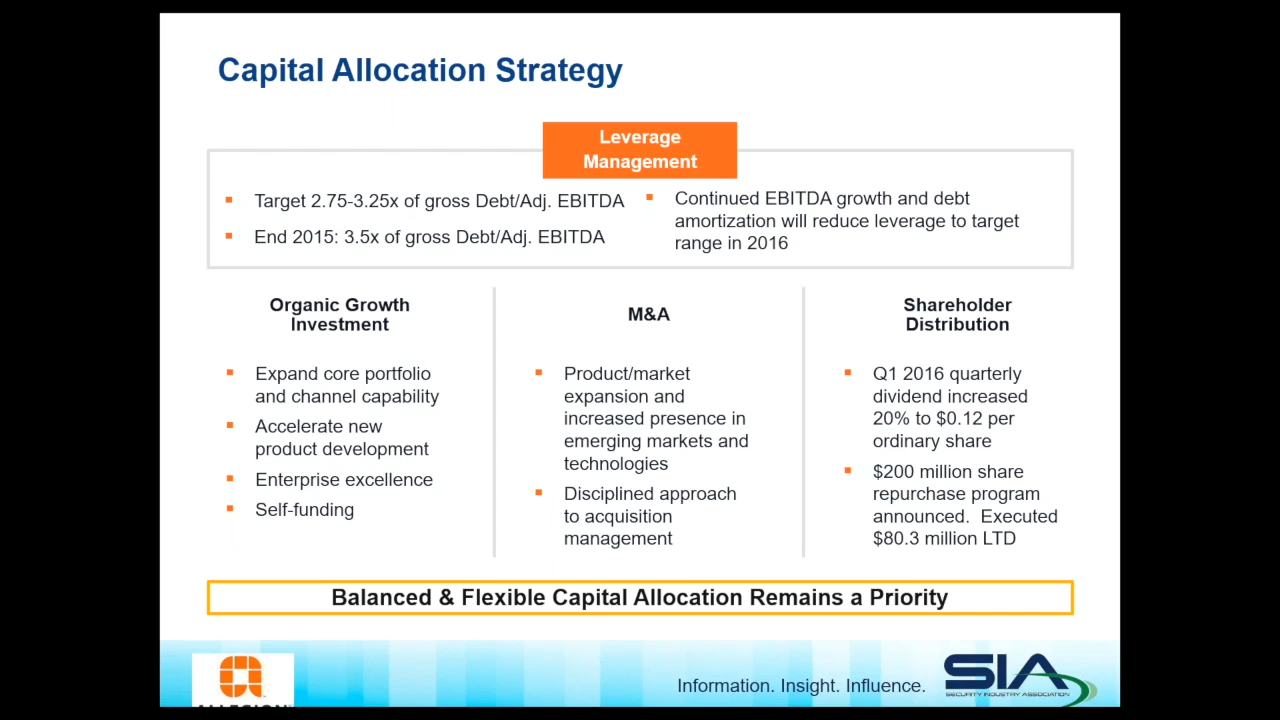 Capital Allocation Strategy
Leverage
Management
Target 2.75-3.25x of gross Debt/Adj. EBITDA
End 2015: 3.5x of gross Debt/Adj. EBITDA
Continued EBITDA growth and debt
amortization will reduce leverage to target
range in 2016
Organic Growth
Investment
Expand core portfolio
and channel capability
Accelerate new
product development
Enterprise excellence
Self-funding
M&A
Product/market
expansion and
increased presence in
emerging markets and
technologies
Disciplined approach
to acquisition
management
Shareholder
Distribution
Q1 2016 quarterly
dividend increased
20% to $0.12 per
ordinary share
$200 million share
repurchase program
announced.  Executed
$80.3 million LTD
Balanced & Flexible Capital Allocation Remains a Priority
ALLEGION
Information. Insight. Influence.
SIA
SECURITY INDUSTRY ASSOCIATION